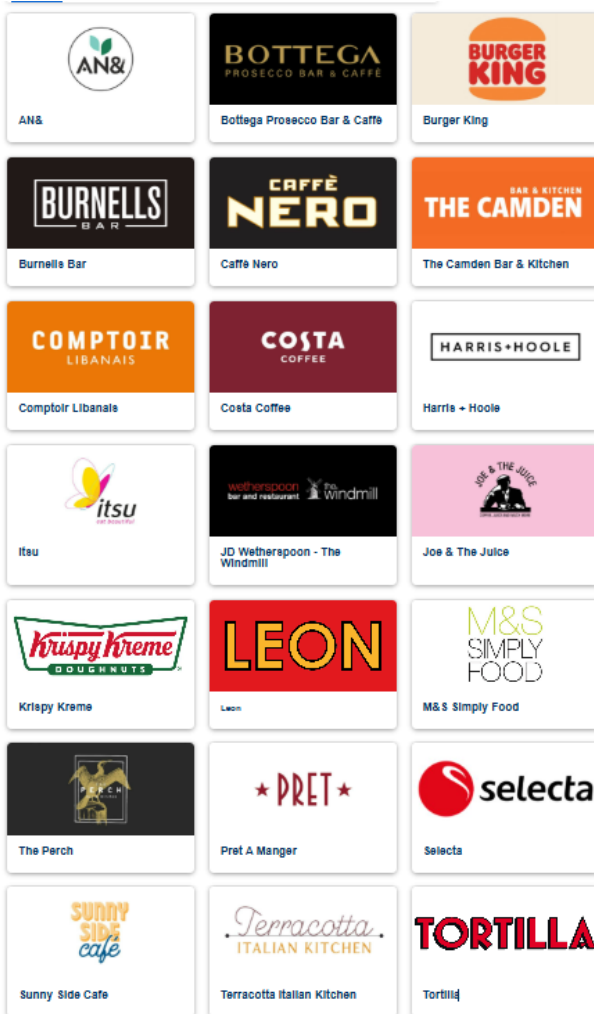 AN&
BOTTEGA
PROSECCO BAR & CAFFÈ
BURGER
KING
AN&
Bottega Prosecco Bar & Caffè
Burger King
BURNELLS
BAR
CAFFÈ
NERO
BAR & KITCHEN
THE CAMDEN
Burnells Bar
Caffè Nero
The Camden Bar & Kitchen
COMPTOIR
LIBANAIS
COSTA
COFFEE
HARRIS+HOOLE
Comptoir Libanais
Costa Coffee
Harris + Hoole
itsu
eat beautiful
wetherspoon
bar and restaurant
the windmill
JOE & THE JUICE
Itsu
JD Wetherspoon - The
Windmill
Joe & The Juice
Krispy Kreme
DOUGHNUTS
LEON
M&S
SIMPLY
FOOD
Krispy Kreme
Leon
M&S Simply Food
PERCH
PRET
selecta
The Perch
Pret A Manger
Selecta
SUNNY
SIDE
café
Terracotta
ITALIAN KITCHEN
TORTILLA
Sunny Side Cafe
Terracotta Italian Kitchen
Tortilla